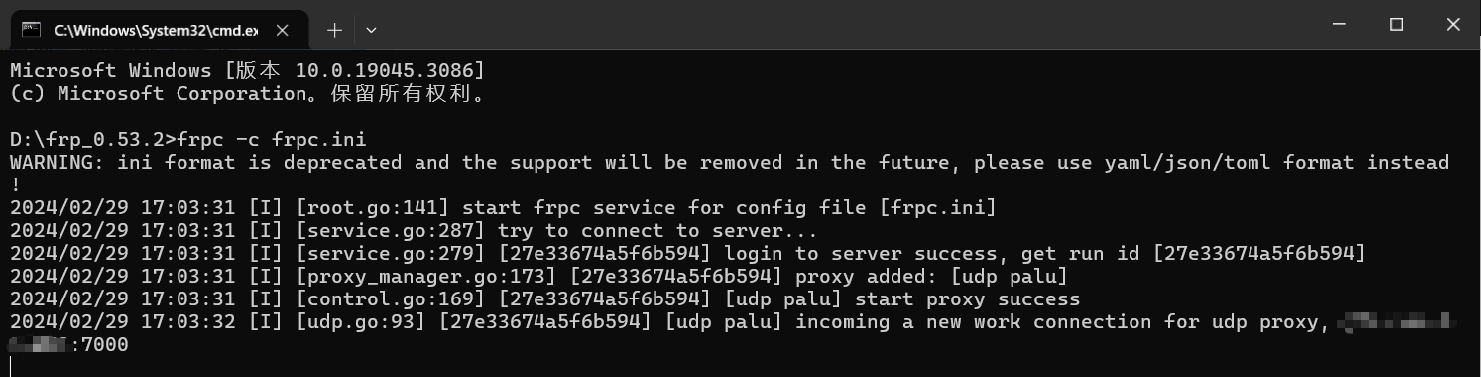 C:\Windows\System32\cmd.ex
Microsoft Windows [版本 10.0.19045.3086]
(c) Microsoft Corporation。保留所有权利。
D:\frp_0.53.2>frpc -c frpc.ini
WARNING: ini format is deprecated and the support will be removed in the future, please use yaml/json/toml format instead
!
2024/02/29 17:03:31 [I] [root.go:141] start frpc service for config file [frpc.ini]
2024/02/29 17:03:31 [I] [service.go:287] try to connect to server...
2024/02/29 17:03:31 [I] [service.go:279] [27e33674a5f6b594] login to server success, get run id [27e33674a5f6b594]
2024/02/29 17:03:31 [I] [proxy_manager.go:173] [27e33674a5f6b594] proxy added: [udp palu]
2024/02/29 17:03:31 [I] [control.go:169] [27e33674a5f6b594] [udp palu] start proxy success
2024/02/29 17:03:32 [I] [udp.go:93] [27e33674a5f6b594] [udp palu] incoming a new work connection for udp proxy,
:7000